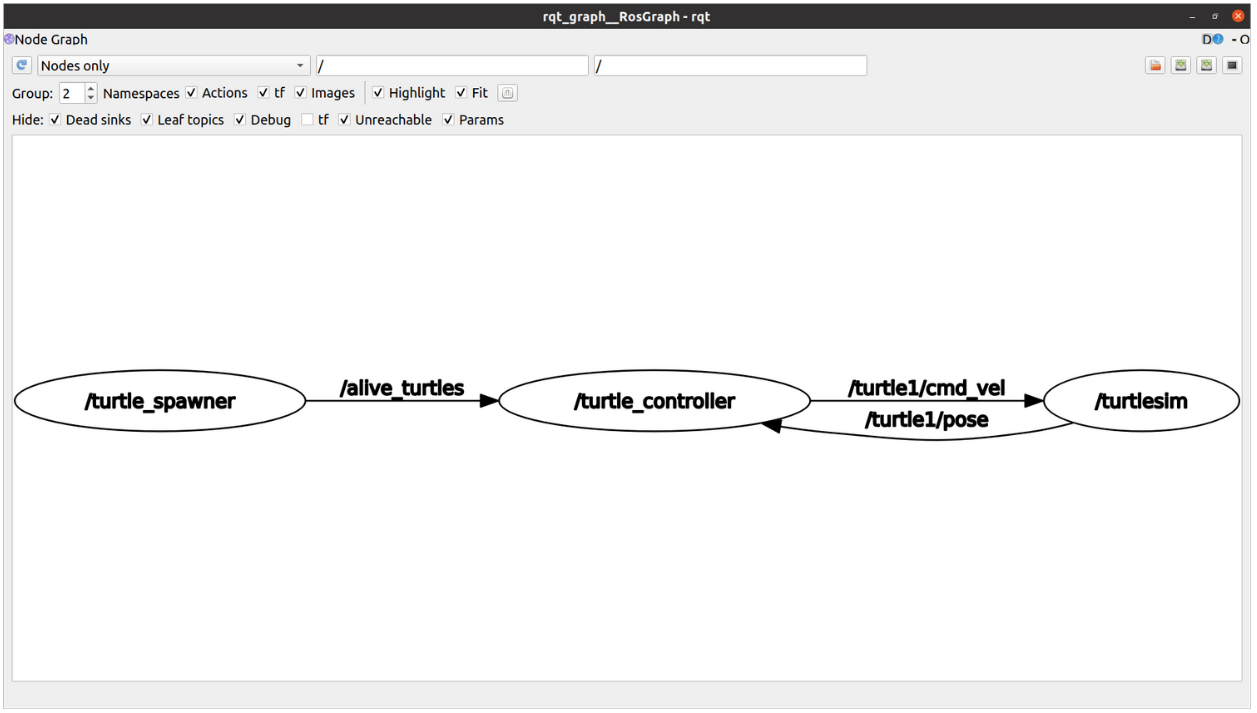 rqt_graph__RosGraph - rqt
Node Graph
D? - O
Nodes only / /
Group: 2 Namespaces Actions tf Images Highlight Fit
Hide: Dead sinks Leaf topics Debug tf Unreachable Params
/turtle_spawner /alive_turtles /turtle_controller /turtle1/cmd_vel /turtlesim
/turtle1/pose